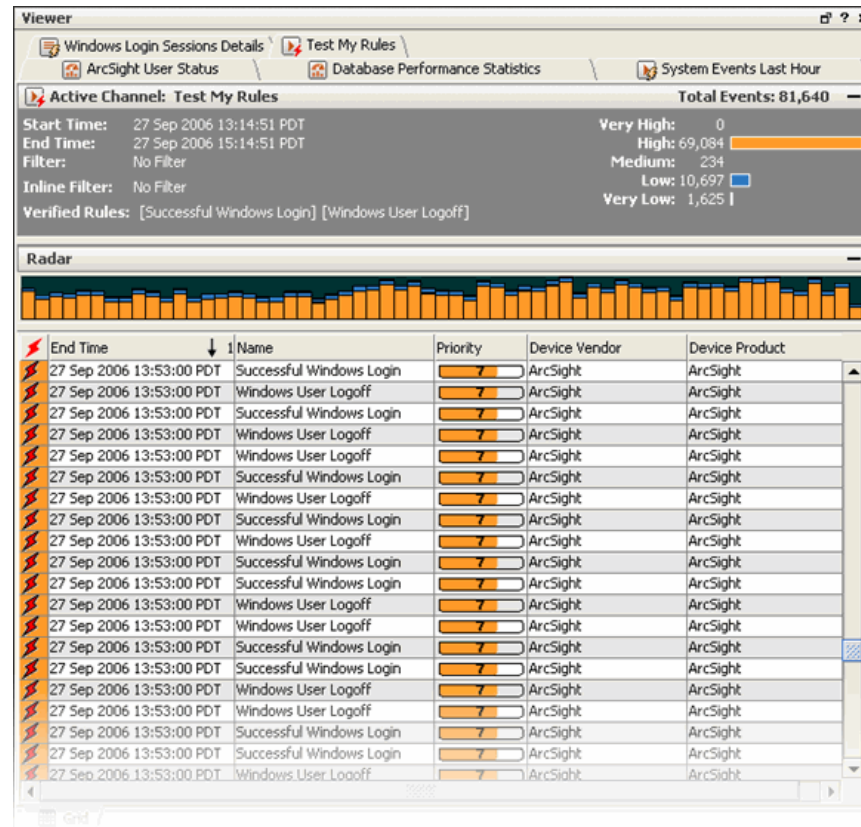 Viewer
Windows Login Sessions Details Test My Rules
ArcSight User Status Database Performance Statistics System Events Last Hour
Active Channel: Test My Rules Total Events: 81,640
Start Time: 27 Sep 2006 13:14:51 PDT Very High: 0
End Time: 27 Sep 2006 15:14:51 PDT High: 69,084
Filter: No Filter Medium: 234
Low: 10,697
Inline Filter: No Filter Very Low: 1,625
Verified Rules: [Successful Windows Login] [Windows User Logoff]
Radar
End Time 1 Name Priority Device Vendor Device Product
27 Sep 2006 13:53:00 PDT Successful Windows Login 7 ArcSight ArcSight
27 Sep 2006 13:53:00 PDT Windows User Logoff 7 ArcSight ArcSight
27 Sep 2006 13:53:00 PDT Successful Windows Login 7 ArcSight ArcSight
27 Sep 2006 13:53:00 PDT Windows User Logoff 7 ArcSight ArcSight
27 Sep 2006 13:53:00 PDT Windows User Logoff 7 ArcSight ArcSight
27 Sep 2006 13:53:00 PDT Successful Windows Login 7 ArcSight ArcSight
27 Sep 2006 13:53:00 PDT Windows User Logoff 7 ArcSight ArcSight
27 Sep 2006 13:53:00 PDT Successful Windows Login 7 ArcSight ArcSight
27 Sep 2006 13:53:00 PDT Windows User Logoff 7 ArcSight ArcSight
27 Sep 2006 13:53:00 PDT Successful Windows Login 7 ArcSight ArcSight
27 Sep 2006 13:53:00 PDT Successful Windows Login 7 ArcSight ArcSight
27 Sep 2006 13:53:00 PDT Windows User Logoff 7 ArcSight ArcSight
27 Sep 2006 13:53:00 PDT Windows User Logoff 7 ArcSight ArcSight
27 Sep 2006 13:53:00 PDT Successful Windows Login 7 ArcSight ArcSight
27 Sep 2006 13:53:00 PDT Successful Windows Login 7 ArcSight ArcSight
27 Sep 2006 13:53:00 PDT Windows User Logoff 7 ArcSight ArcSight
27 Sep 2006 13:53:00 PDT Windows User Logoff 7 ArcSight ArcSight
27 Sep 2006 13:53:00 PDT Successful Windows Login 7 ArcSight ArcSight
27 Sep 2006 13:53:00 PDT Successful Windows Login 7 ArcSight ArcSight
27 Sep 2006 13:53:00 PDT Windows User Logoff 7 ArcSight ArcSight
Grid